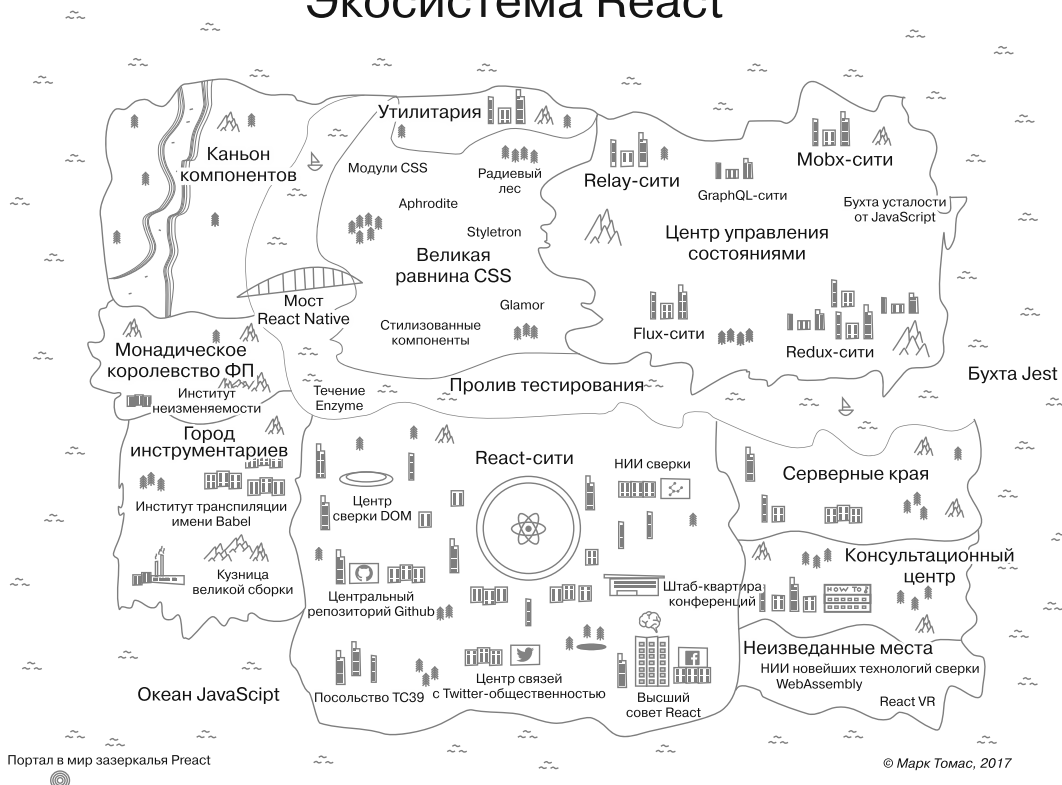 Экосистема React
Утилитария
Каньон
компонентов
Модули CSS
Радиевый
лес
Aphrodite
Styletron
Великая
равнина CSS
Glamor
Стилизованные
компоненты
Relay-сити
GraphQL-сити
Mobx-сити
Бухта усталости
от JavaScript
Центр управления
состояниями
Flux-сити
Redux-сити
Мост
React Native
Монадическое
королевство ФП
Институт
неизменяемости
Течение
Enzyme
Пролив тестирования
Бухта Jest
Город
инструментариев
Институт транспиляции
имени Babel
Кузница
великой сборки
React-сити
НИИ сверки
Центр
сверки DOM
Центральный
репозиторий Github
Штаб-квартира
конференций
Посольство TC39
Центр связей
с Twitter-общественностью
Высший
совет React
Серверные края
Консультационный
центр
HOW TO?
Неизведанные места
НИИ новейших технологий сверки
WebAssembly
React VR
Океан JavaScipt
Портал в мир зазеркалья Preact
© Марк Томас, 2017